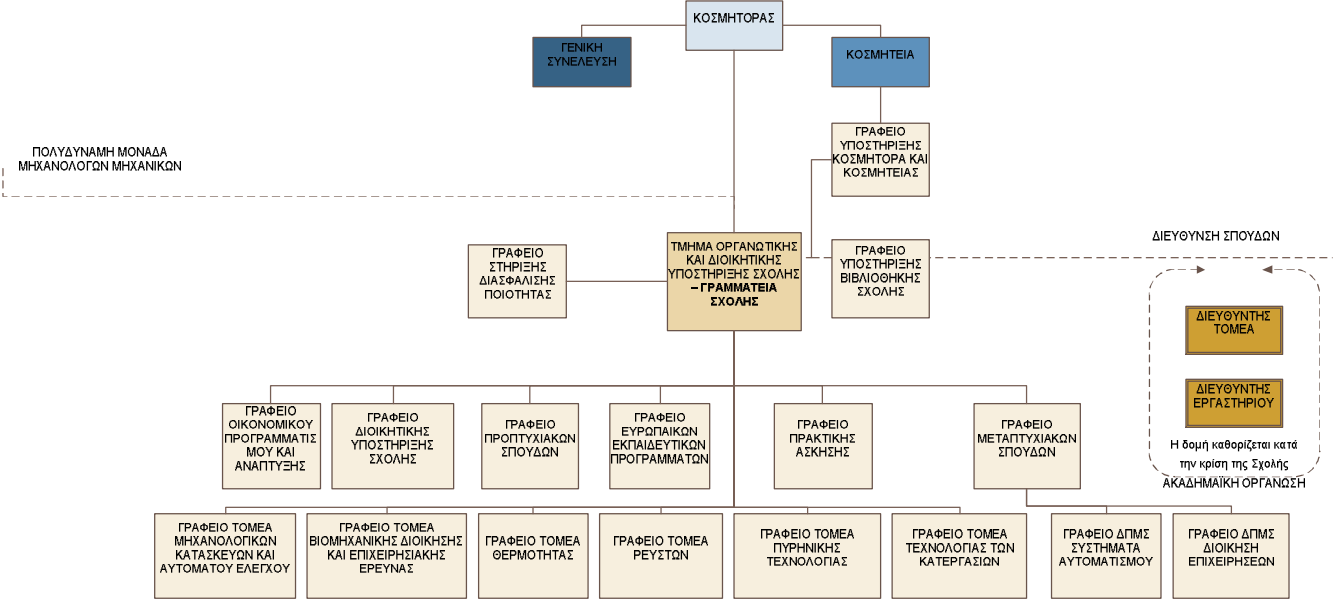 ΚΟΣΜΗΤΟΡΑΣ
ΓΕΝΙΚΗ
ΣΥΝΕΛΕΥΣΗ
ΚΟΣΜΗΤΕΙΑ
ΓΡΑΦΕΙΟ
ΥΠΟΣΤΗΡΙΞΗΣ
ΚΟΣΜΗΤΟΡΑ ΚΑΙ
ΚΟΣΜΗΤΕΙΑΣ
ΠΟΛΥΔΥΝΑΜΗ ΜΟΝΑΔΑ
ΜΗΧΑΝΟΛΟΓΩΝ ΜΗΧΑΝΙΚΩΝ
ΓΡΑΦΕΙΟ
ΣΤΗΡΙΞΗΣ
ΔΙΑΣΦΑΛΙΣΗΣ
ΠΟΙΟΤΗΤΑΣ
ΤΜΗΜΑ ΟΡΓΑΝΩΤΙΚΗΣ
ΚΑΙ ΔΙΟΙΚΗΤΙΚΗΣ
ΥΠΟΣΤΗΡΙΞΗΣ ΣΧΟΛΗΣ
– ΓΡΑΜΜΑΤΕΙΑ
ΣΧΟΛΗΣ
ΓΡΑΦΕΙΟ
ΥΠΟΣΤΗΡΙΞΗΣ
ΒΙΒΛΙΟΘΗΚΗΣ
ΣΧΟΛΗΣ
ΔΙΕΥΘΥΝΣΗ ΣΠΟΥΔΩΝ
ΔΙΕΥΘΥΝΤΗΣ
ΤΟΜΕΑ
ΔΙΕΥΘΥΝΤΗΣ
ΕΡΓΑΣΤΗΡΙΟΥ
Η δομή καθορίζεται κατά
την κρίση της Σχολής
ΑΚΑΔΗΜΑΪΚΗ ΟΡΓΑΝΩΣΗ
ΓΡΑΦΕΙΟ
ΟΙΚΟΝΟΜΙΚΟΥ
ΠΡΟΓΡΑΜΜΑΤΙΣ
ΜΟΥ ΚΑΙ
ΑΝΑΠΤΥΞΗΣ
ΓΡΑΦΕΙΟ
ΔΙΟΙΚΗΤΙΚΗΣ
ΥΠΟΣΤΗΡΙΞΗΣ
ΣΧΟΛΗΣ
ΓΡΑΦΕΙΟ
ΠΡΟΠΤΥΧΙΑΚΩΝ
ΣΠΟΥΔΩΝ
ΓΡΑΦΕΙΟ
ΕΥΡΩΠΑΪΚΩΝ
ΕΚΠΑΙΔΕΥΤΙΚΩΝ
ΠΡΟΓΡΑΜΜΑΤΩΝ
ΓΡΑΦΕΙΟ
ΠΡΑΚΤΙΚΗΣ
ΑΣΚΗΣΗΣ
ΓΡΑΦΕΙΟ
ΜΕΤΑΠΤΥΧΙΑΚΩΝ
ΣΠΟΥΔΩΝ
ΓΡΑΦΕΙΟ ΤΟΜΕΑ
ΜΗΧΑΝΟΛΟΓΙΚΩΝ
ΚΑΤΑΣΚΕΥΩΝ ΚΑΙ
ΑΥΤΟΜΑΤΟΥ ΕΛΕΓΧΟΥ
ΓΡΑΦΕΙΟ ΤΟΜΕΑ
ΒΙΟΜΗΧΑΝΙΚΗΣ ΔΙΟΙΚΗΣΗΣ
ΚΑΙ ΕΠΙΧΕΙΡΗΣΙΑΚΗΣ
ΕΡΕΥΝΑΣ
ΓΡΑΦΕΙΟ ΤΟΜΕΑ
ΘΕΡΜΟΤΗΤΑΣ
ΓΡΑΦΕΙΟ ΤΟΜΕΑ
ΡΕΥΣΤΩΝ
ΓΡΑΦΕΙΟ ΤΟΜΕΑ
ΠΥΡΗΝΙΚΗΣ
ΤΕΧΝΟΛΟΓΙΑΣ
ΓΡΑΦΕΙΟ ΤΟΜΕΑ
ΤΕΧΝΟΛΟΓΙΑΣ ΤΩΝ
ΚΑΤΕΡΓΑΣΙΩΝ
ΓΡΑΦΕΙΟ ΔΠΜΣ
ΣΥΣΤΗΜΑΤΑ
ΑΥΤΟΜΑΤΙΣΜΟΥ
ΓΡΑΦΕΙΟ ΔΠΜΣ
ΔΙΟΙΚΗΣΗ
ΕΠΙΧΕΙΡΗΣΕΩΝ